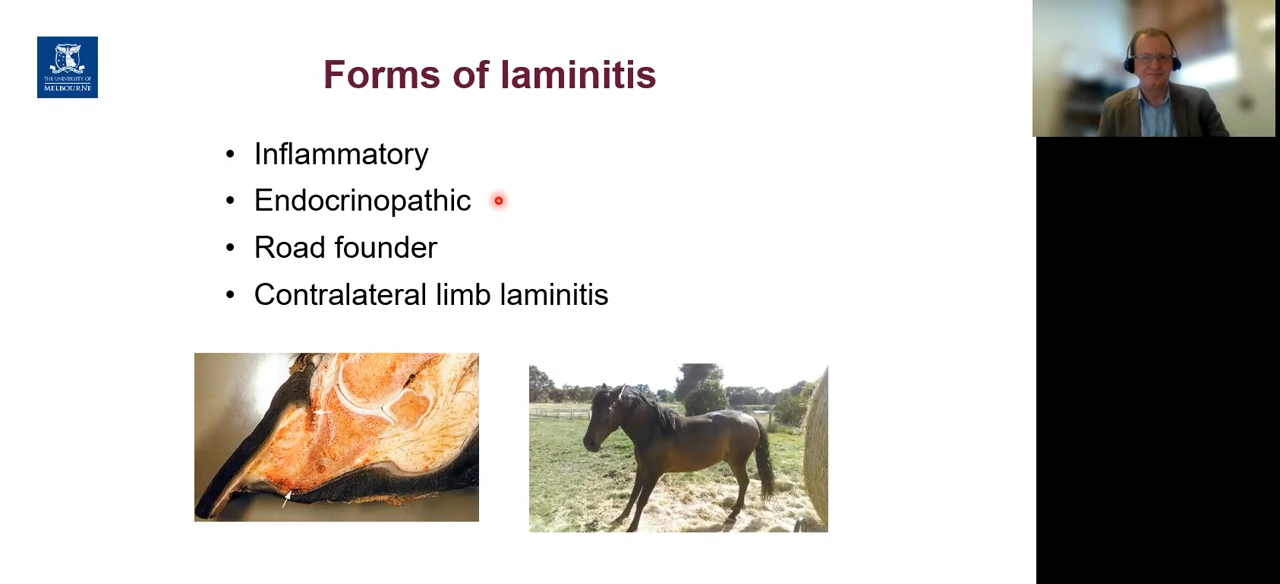 THE UNIVERSITY OF
MELBOURNE
Forms of laminitis
• Inflammatory
• Endocrinopathic
• Road founder
• Contralateral limb laminitis